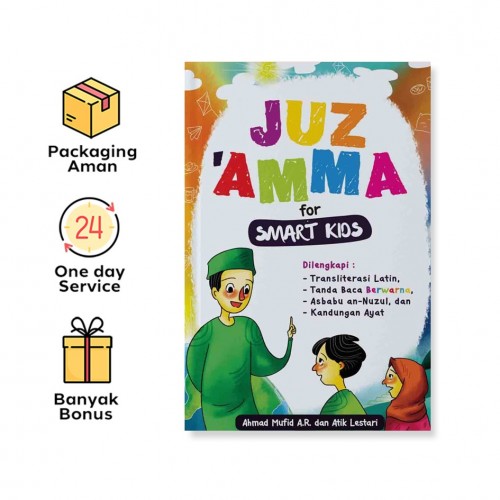 Packaging
Aman
24
One day
Service
Banyak
Bonus
JUZ
'AMMA
for
SMART KIDS
Dilengkapi :
- Transliterasi Latin,
- Tanda Baca Berwarna,
- Asbabu an-Nuzul, dan
- Kandungan Ayat
Ahmad Mufid A.R. dan Atik Lestari